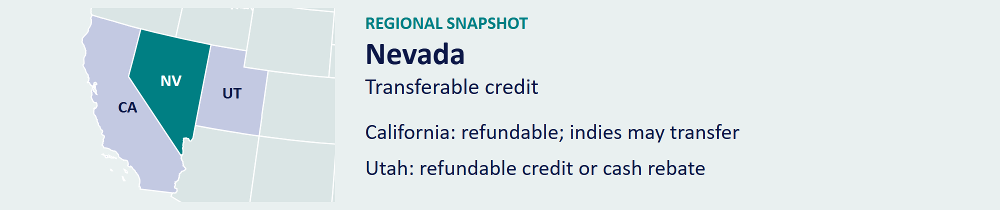 REGIONAL SNAPSHOT
Nevada
Transferable credit
California: refundable; indies may transfer
Utah: refundable credit or cash rebate
NV
UT
CA